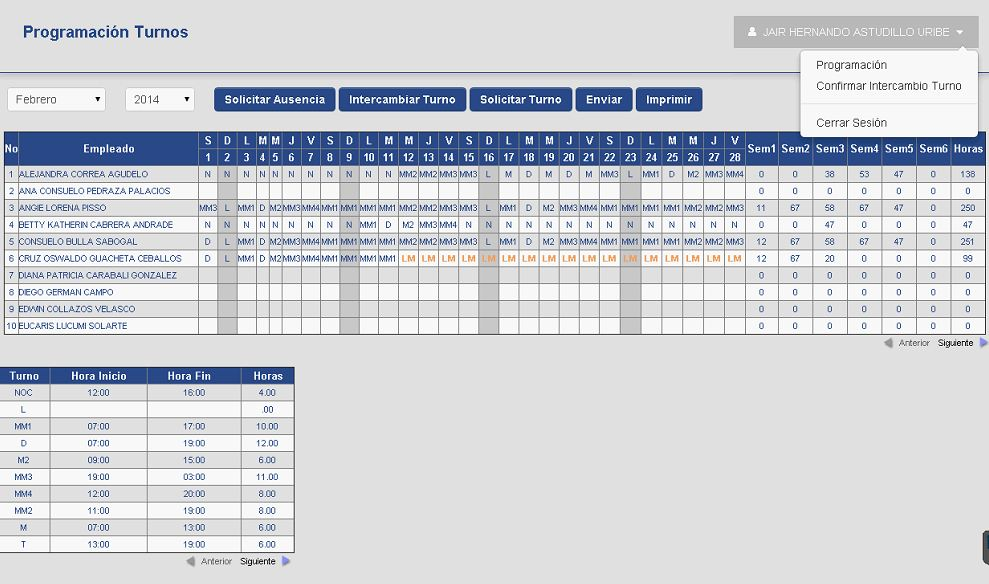 Programación Turnos
JAIR HERNANDO ASTUDILLO URIBE
Programación
Confirmar Intercambio Turno
Cerrar Sesión
Febrero 2014 Solicitar Ausencia Intercambiar Turno Solicitar Turno Enviar Imprimir
No Empleado S D L M M J V S D L M M J V S D L M M J V S D L M M J V Sem1 Sem2 Sem3 Sem4 Sem5 Sem6 Horas
1 2 3 4 5 6 7 8 9 10 11 12 13 14 15 16 17 18 19 20 21 22 23 24 25 26 27 28
1 ALEJANDRA CORREA AGUDELO N N N N N N N N N N N MM2 MM2 MM3 MM3 L M D M D M MM3 L MM1 D M2 MM3 MM4 0 0 38 53 47 0 138
2 ANA CONSUELO PEDRAZA PALACIOS 0 0 0 0 0 0 0
3 ANGIE LORENA PISSO MM3 L MM1 D M2 MM3 MM4 MM1 MM1 MM1 MM1 MM2 MM2 MM3 MM3 L MM1 D M2 MM3 MM4 MM1 MM1 MM1 MM1 MM2 MM2 MM3 11 67 58 67 47 0 250
4 BETTY KATHERIN CABRERA ANDRADE N N N N N N N N N MM1 D M2 MM3 MM4 N N N N N N N N N N N N N N 0 0 47 0 0 0 47
5 CONSUELO BULLA SABOGAL D L MM1 D M2 MM3 MM4 MM1 MM1 MM1 MM1 MM2 MM2 MM3 MM3 L MM1 D M2 MM3 MM4 MM1 MM1 MM1 MM1 MM2 MM2 MM3 12 67 58 67 47 0 251
6 CRUZ OSWALDO GUACHETA CEBALLOS D L MM1 D M2 MM3 MM4 MM1 MM1 MM1 MM1 LM LM LM LM LM LM LM LM LM LM LM LM LM LM LM LM LM 12 67 20 0 0 0 99
7 DIANA PATRICIA CARABALI GONZALEZ 0 0 0 0 0 0 0
8 DIEGO GERMAN CAMPO 0 0 0 0 0 0 0
9 EDWIN COLLAZOS VELASCO 0 0 0 0 0 0 0
10 EUCARIS LUCUMI SOLARTE 0 0 0 0 0 0 0
Anterior Siguiente
Turno Hora Inicio Hora Fin Horas
NOC 12:00 16:00 4.00
L .00
MM1 07:00 17:00 10.00
D 07:00 19:00 12.00
M2 09:00 15:00 6.00
MM3 19:00 03:00 11.00
MM4 12:00 20:00 8.00
MM2 11:00 19:00 8.00
M 07:00 13:00 6.00
T 13:00 19:00 6.00
Anterior Siguiente